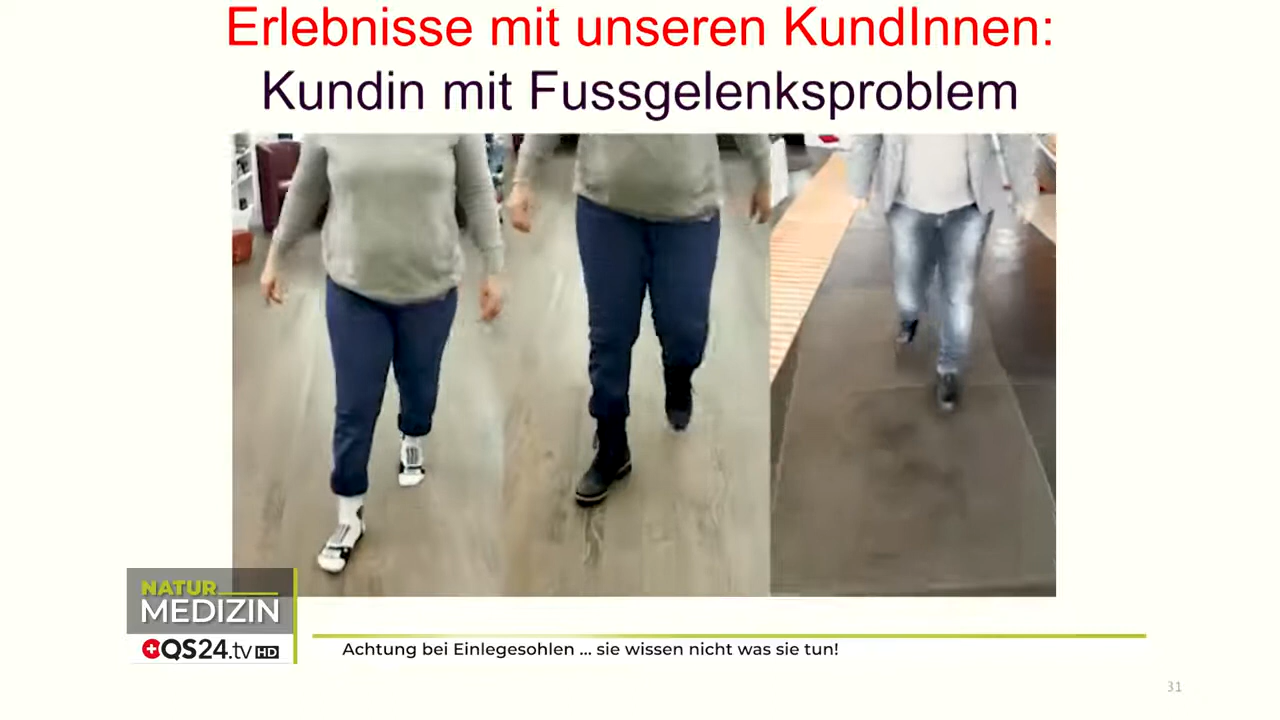 Erlebnisse mit unseren KundInnen:
Kundin mit Fussgelenksproblem
NATUR
MEDIZIN
QS24.tv HD
Achtung bei Einlegesohlen ... sie wissen nicht was sie tun!
31